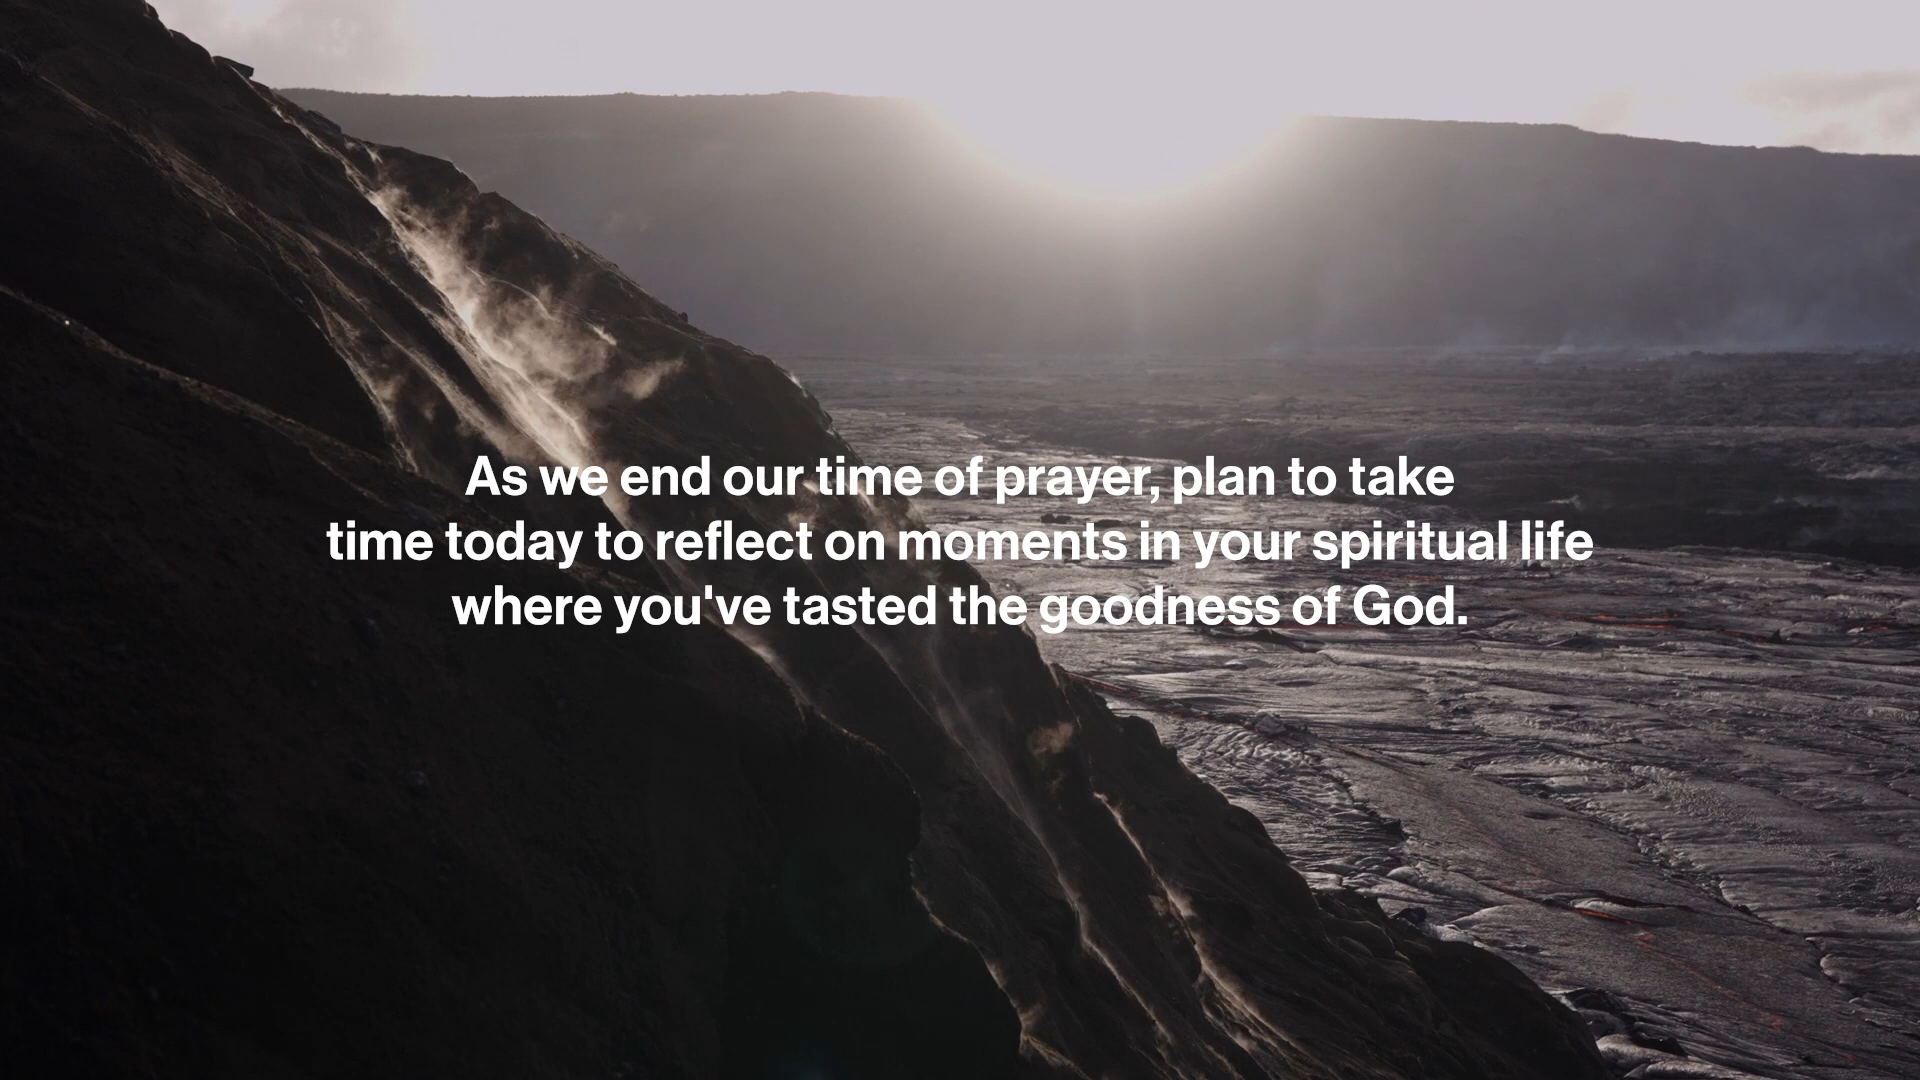 As we end our time of prayer, plan to take
time today to reflect on moments in your spiritual life
where you've tasted the goodness of God.